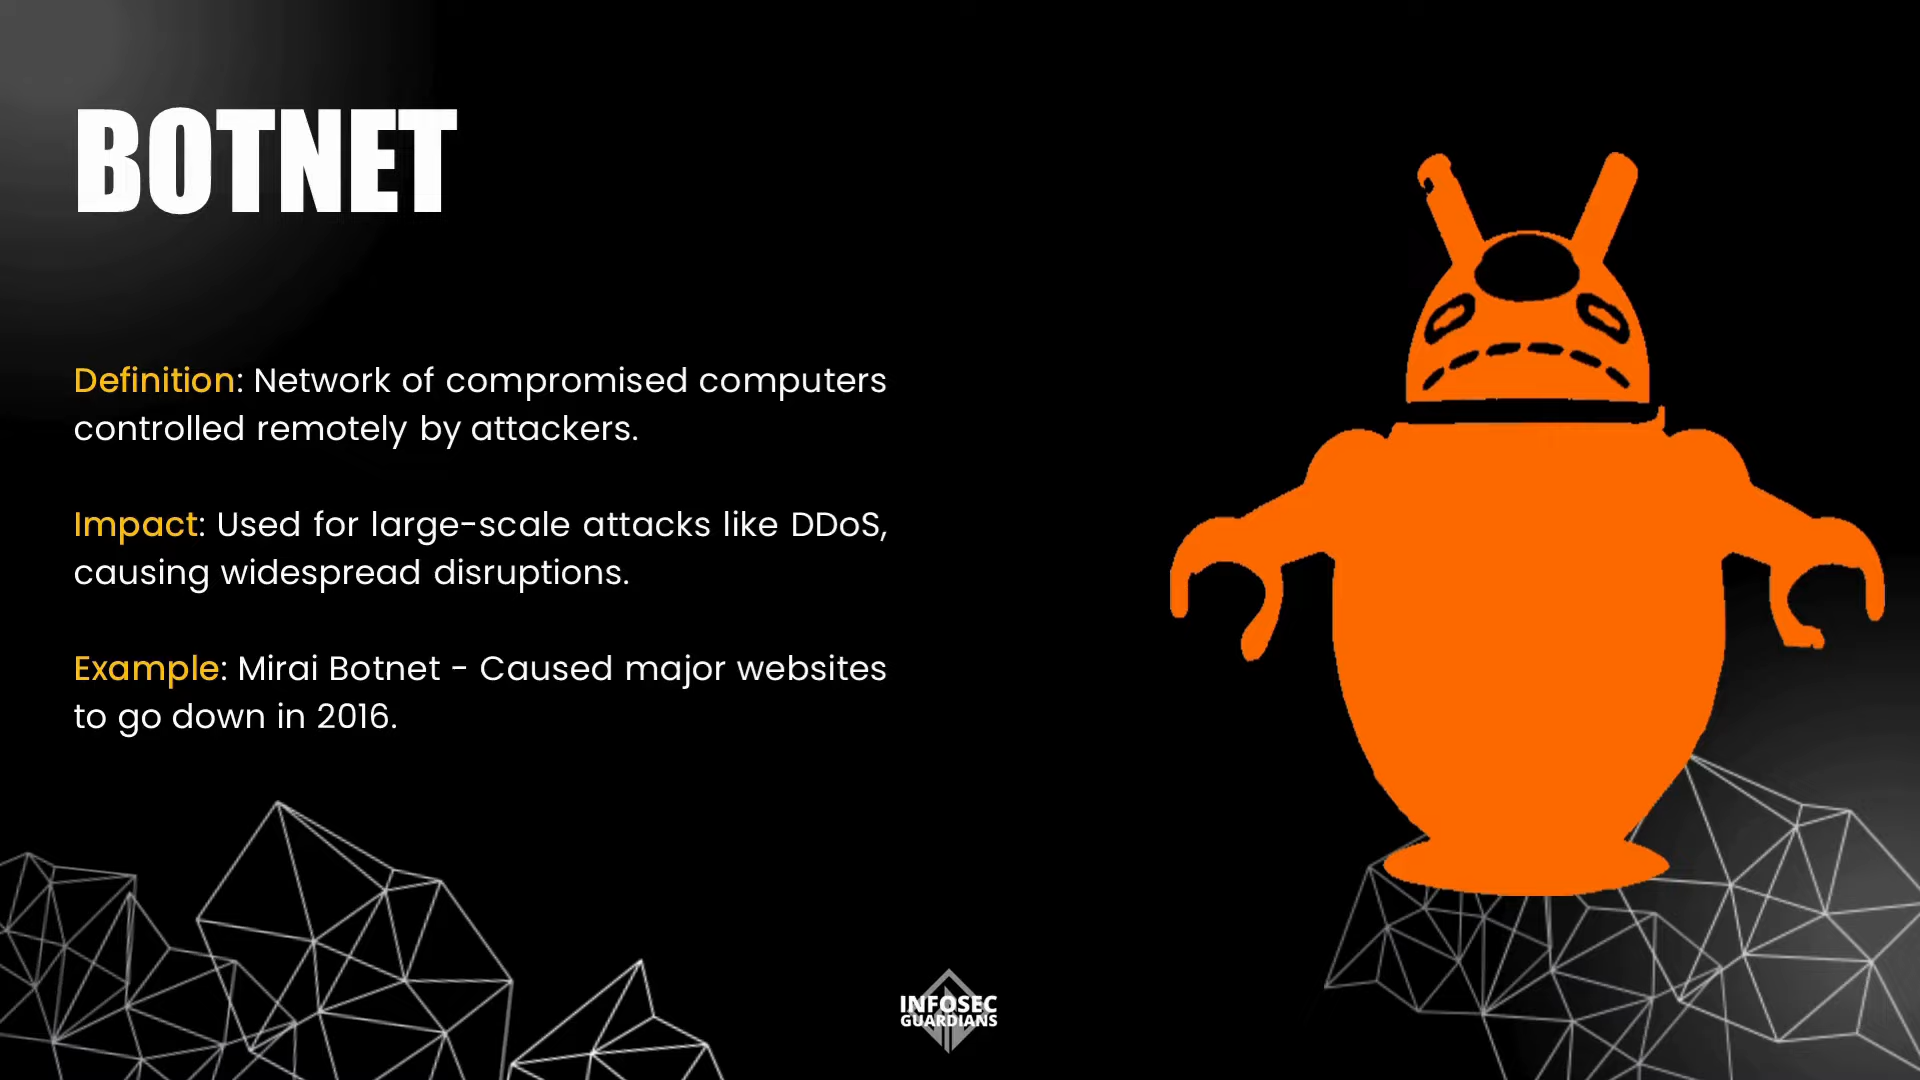 BOTNET
Definition: Network of compromised computers
controlled remotely by attackers.
Impact: Used for large-scale attacks like DDoS,
causing widespread disruptions.
Example: Mirai Botnet - Caused major websites
to go down in 2016.
INFOSEC
GUARDIANS